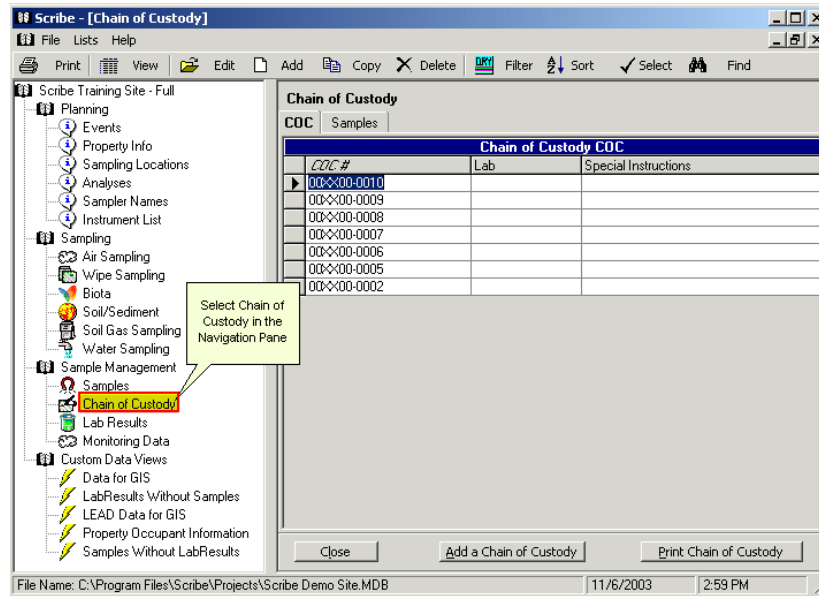 Scribe - [Chain of Custody]
File Lists Help
Print View Edit Add Copy Delete DRY Filter Sort Select Find
Scribe Training Site - Full
Planning
Events
Property Info
Sampling Locations
Analyses
Sampler Names
Instrument List
Sampling
Air Sampling
Wipe Sampling
Biota
Soil/Sediment
Soil Gas Sampling
Water Sampling
Sample Management
Samples
Chain of Custody
Lab Results
Monitoring Data
Custom Data Views
Data for GIS
LabResults Without Samples
LEAD Data for GIS
Property Occupant Information
Samples Without LabResults
Select Chain of
Custody in the
Navigation Pane
Chain of Custody
COC Samples
Chain of Custody COC
COC # Lab Special Instructions
00XX00-0010
00XX00-0009
00XX00-0008
00XX00-0007
00XX00-0006
00XX00-0005
00XX00-0002
Close Add a Chain of Custody Print Chain of Custody
File Name: C:\Program Files\Scribe\Projects\Scribe Demo Site.MDB 11/6/2003 2:59 PM